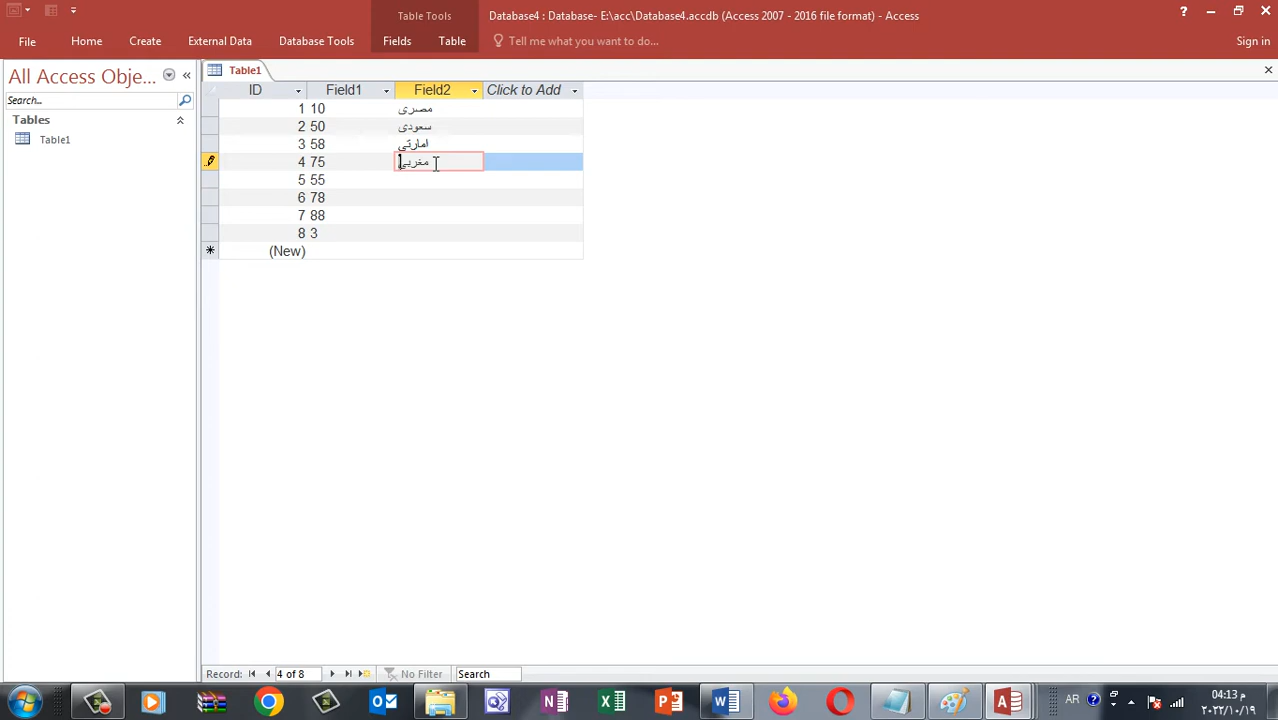 Table Tools
Database4 : Database- E:\acc\Database4.accdb (Access 2007 - 2016 file format) - Access
?
File
Home
Create
External Data
Database Tools
Fields
Table
Tell me what you want to do...
Sign in
All Access Obje...
Search...
Tables
Table1
Table1
ID Field1 Field2 Click to Add
1 10 مصرى
2 50 سعودى
3 58 اماراتي
4 75 مغربي
5 55
6 78
7 88
8 3
(New)
Record: 4 of 8 No Filter Search
AR
04:13 م
٢٠٢٢/١٠/١٩